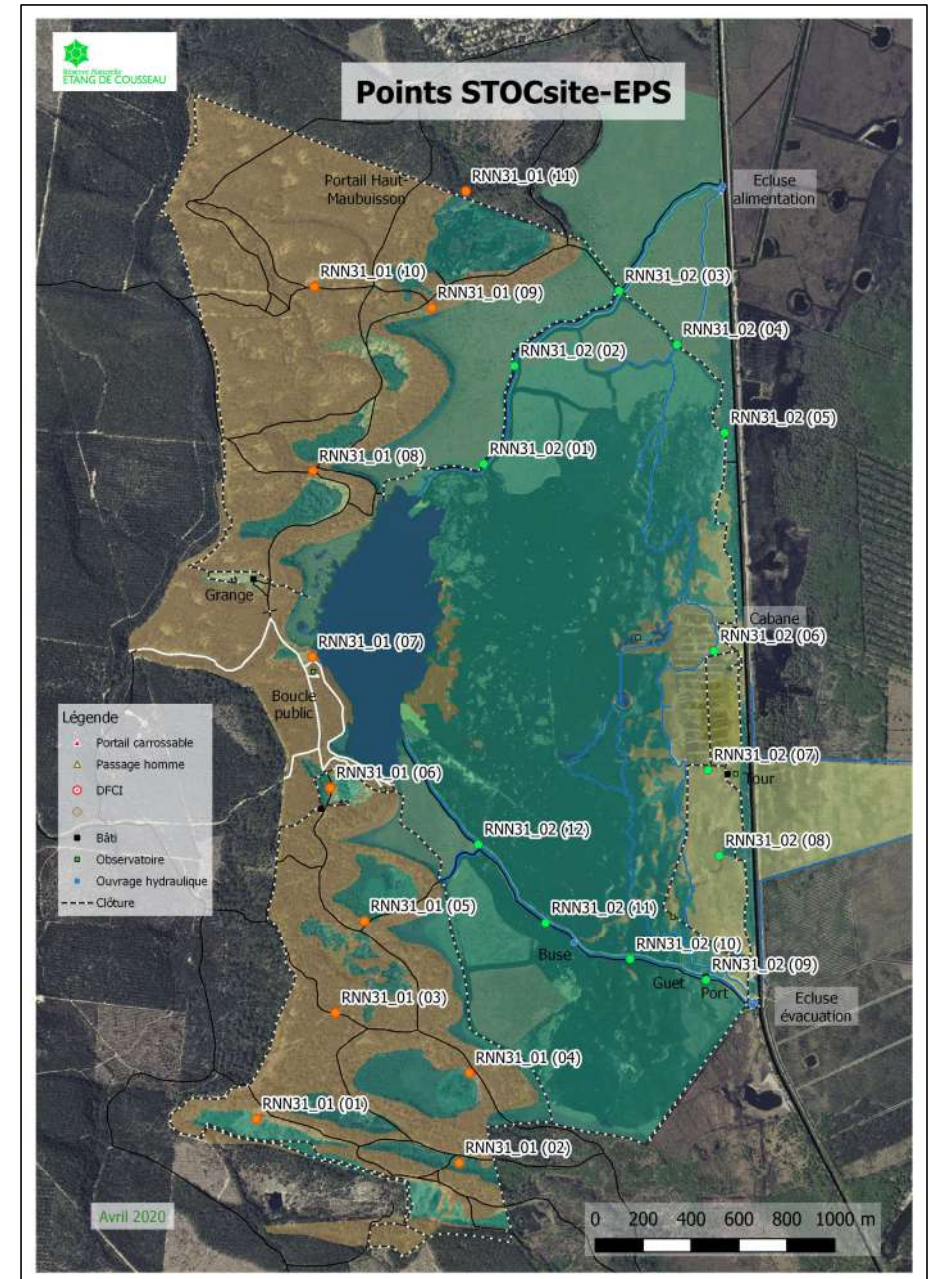 Réserve Naturelle
ETANG DE COUSSEAU
Points STOCsite-EPS
Portail Haut-
Maubuisson
RNN31_01 (11)
Ecluse
alimentation
RNN31_01 (10)
RNN31_01 (09)
RNN31_02 (03)
RNN31_02 (04)
RNN31_02 (02)
RNN31_02 (05)
RNN31_01 (08)
RNN31_02 (01)
Grange
Cabane
RNN31_02 (06)
RNN31_01 (07)
Boucle
public
Légende
Portail carrossable
Passage homme
DFCI
Bâti
Observatoire
Ouvrage hydraulique
Clôture
RNN31_01 (06)
RNN31_02 (07)
Tour
RNN31_02 (12)
RNN31_02 (08)
RNN31_01 (05)
RNN31_02 (11)
Buse
RNN31_02 (10)
Guet
RNN31_02 (09)
Port
Ecluse
évacuation
RNN31_01 (03)
RNN31_01 (04)
RNN31_01 (01)
RNN31_01 (02)
Avril 2020
0 200 400 600 800 1000 m